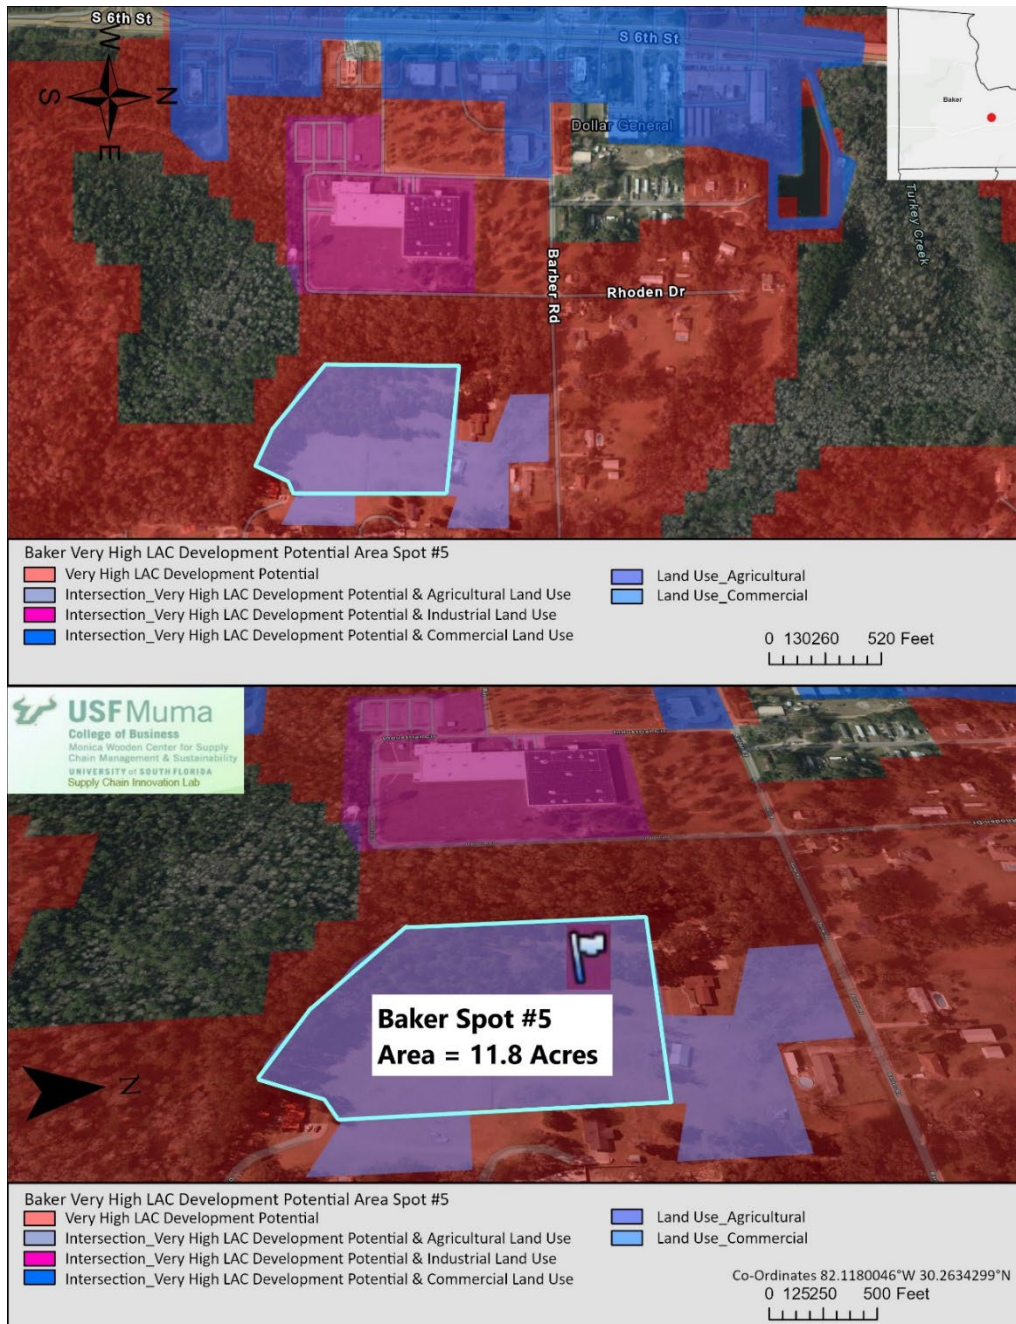 S 6th St
S 6th St
W
N
S
E
Baker
Dollar General
Turkey Creek
Barber Rd
Rhoden Dr
Baker Very High LAC Development Potential Area Spot #5
Very High LAC Development Potential
Intersection_Very High LAC Development Potential & Agricultural Land Use
Intersection_Very High LAC Development Potential & Industrial Land Use
Intersection_Very High LAC Development Potential & Commercial Land Use
Land Use_Agricultural
Land Use_Commercial
0 130260 520 Feet
USF Muma
College of Business
Monica Wooden Center for Supply
Chain Management & Sustainability
UNIVERSITY of SOUTH FLORIDA
Supply Chain Innovation Lab
Baker Spot #5
Area = 11.8 Acres
N
Baker Very High LAC Development Potential Area Spot #5
Very High LAC Development Potential
Intersection_Very High LAC Development Potential & Agricultural Land Use
Intersection_Very High LAC Development Potential & Industrial Land Use
Intersection_Very High LAC Development Potential & Commercial Land Use
Land Use_Agricultural
Land Use_Commercial
Co-Ordinates 82.1180046°W 30.2634299°N
0 125250 500 Feet